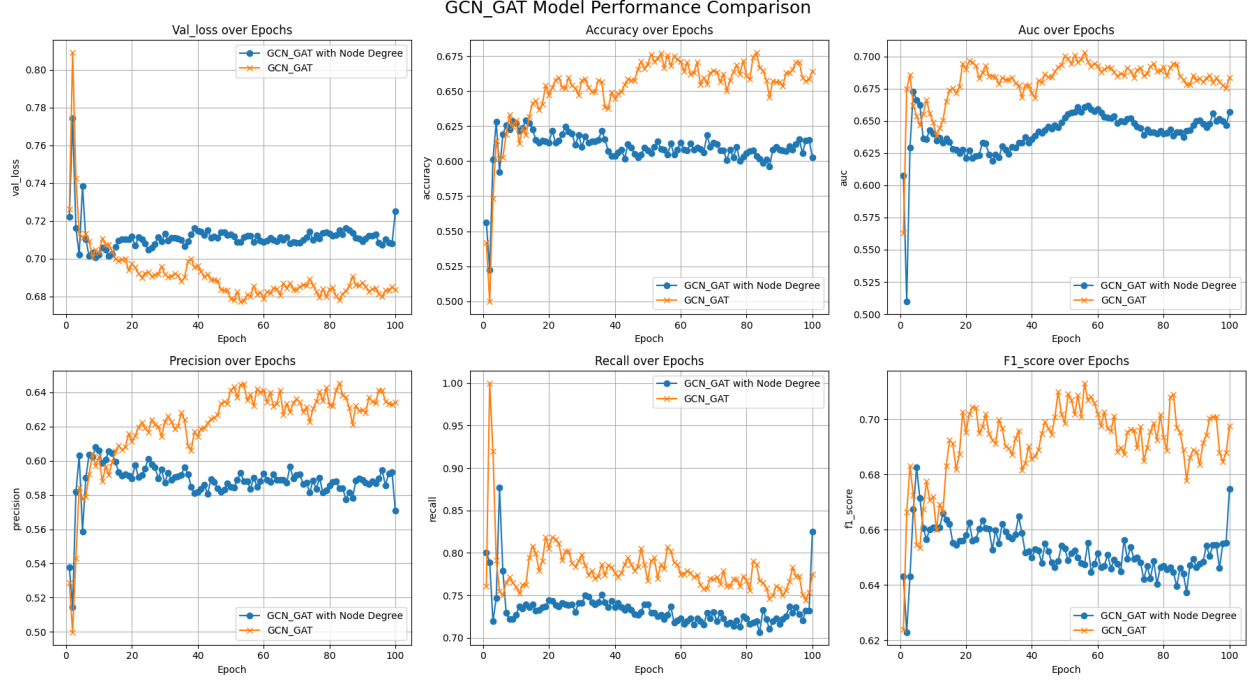 GCN_GAT Model Performance Comparison
Val_loss over Epochs
val_loss
0.80
0.78
0.76
0.74
0.72
0.70
0.68
0
20
40
60
80
100
Epoch
GCN_GAT with Node Degree
GCN_GAT
Accuracy over Epochs
accuracy
0.675
0.650
0.625
0.600
0.575
0.550
0.525
0.500
0
20
40
60
80
100
Epoch
GCN_GAT with Node Degree
GCN_GAT
Auc over Epochs
auc
0.700
0.675
0.650
0.625
0.600
0.575
0.550
0.525
0.500
0
20
40
60
80
100
Epoch
GCN_GAT with Node Degree
GCN_GAT
Precision over Epochs
precision
0.64
0.62
0.60
0.58
0.56
0.54
0.52
0.50
0
20
40
60
80
100
Epoch
GCN_GAT with Node Degree
GCN_GAT
Recall over Epochs
recall
1.00
0.95
0.90
0.85
0.80
0.75
0.70
0
20
40
60
80
100
Epoch
GCN_GAT with Node Degree
GCN_GAT
F1_score over Epochs
f1_score
0.70
0.68
0.66
0.64
0.62
0
20
40
60
80
100
Epoch
GCN_GAT with Node Degree
GCN_GAT